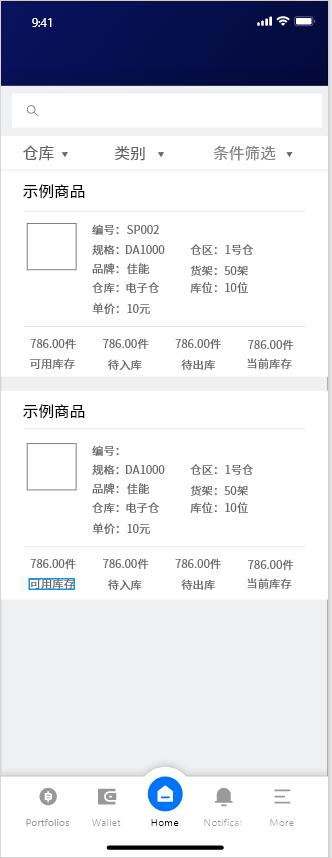 9:41
仓库 ▼ 类别 ▼ 条件筛选 ▼
示例商品
编号：SP002
规格：DA1000 仓区：1号仓
品牌：佳能 货架：50架
仓库：电子仓 库位：10位
单价：10元
786.00件 786.00件 786.00件 786.00件
可用库存 待入库 待出库 当前库存
示例商品
编号：
规格：DA1000 仓区：1号仓
品牌：佳能 货架：50架
仓库：电子仓 库位：10位
单价：10元
786.00件 786.00件 786.00件 786.00件
可用库存 待入库 待出库 当前库存
Portfolios Wallet Home Notificat More